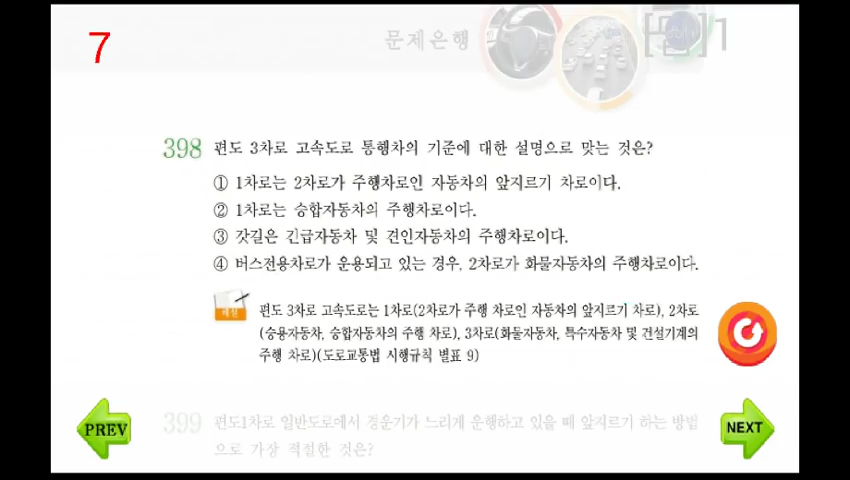 7
문제은행
398 편도 3차로 고속도로 통행차의 기준에 대한 설명으로 맞는 것은?
① 1차로는 2차로가 주행차로인 자동차의 앞지르기 차로이다.
② 1차로는 승합자동차의 주행차로이다.
③ 갓길은 긴급자동차 및 견인자동차의 주행차로이다.
④ 버스전용차로가 운용되고 있는 경우, 2차로가 화물자동차의 주행차로이다.
해설
편도 3차로 고속도로는 1차로(2차로가 주행 차로인 자동차의 앞지르기 차로), 2차로
(승용자동차, 승합자동차의 주행 차로), 3차로(화물자동차, 특수자동차 및 건설기계의
주행 차로)(도로교통법 시행규칙 별표 9)
PREV
NEXT
399 편도1차로 일반도로에서 경운기가 느리게 운행하고 있을 때 앞지르기 하는 방법
으로 가장 적절한 것은?